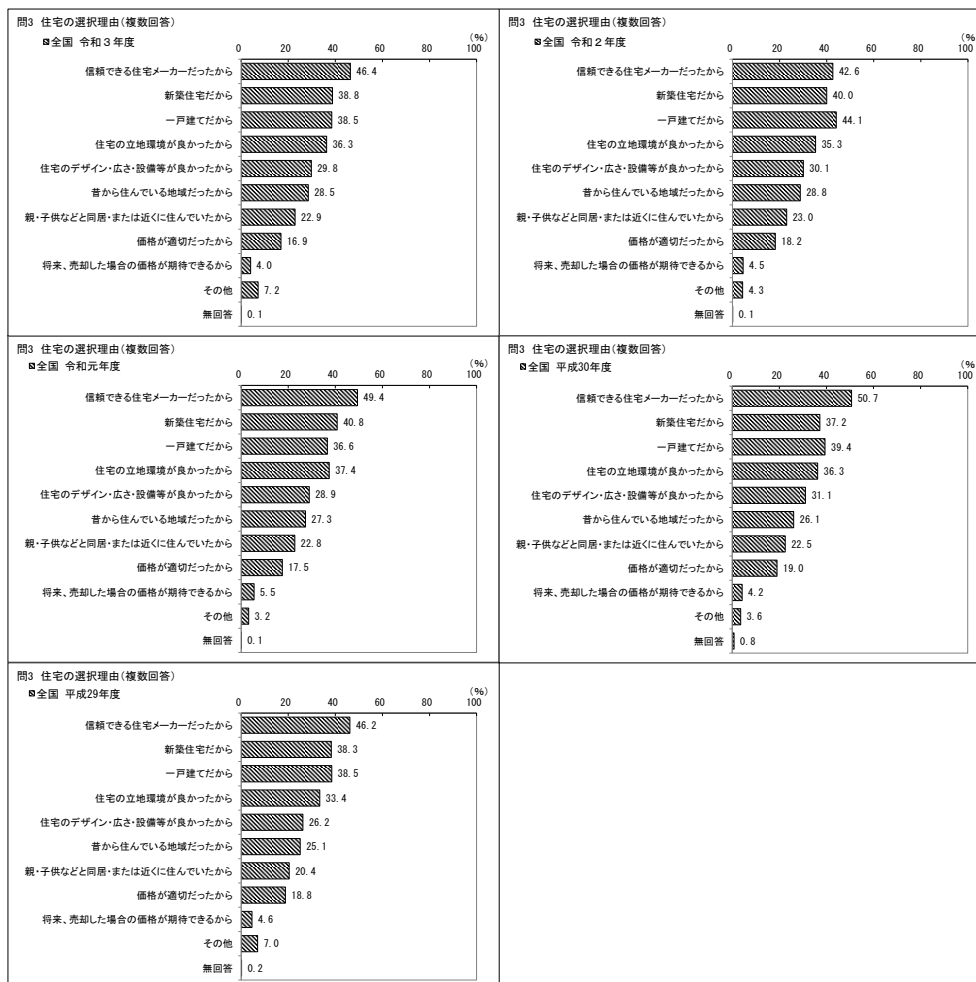 問3 住宅の選択理由(複数回答)
全国 令和3年度
(%)
0 20 40 60 80 100
信頼できる住宅メーカーだったから 46.4
新築住宅だから 38.8
一戸建てだから 38.5
住宅の立地環境が良かったから 36.3
住宅のデザイン・広さ・設備等が良かったから 29.8
昔から住んでいる地域だったから 28.5
親・子供などと同居・または近くに住んでいたから 22.9
価格が適切だったから 16.9
将来、売却した場合の価格が期待できるから 4.0
その他 7.2
無回答 0.1
問3 住宅の選択理由(複数回答)
全国 令和2年度
(%)
0 20 40 60 80 100
信頼できる住宅メーカーだったから 42.6
新築住宅だから 40.0
一戸建てだから 44.1
住宅の立地環境が良かったから 35.3
住宅のデザイン・広さ・設備等が良かったから 30.1
昔から住んでいる地域だったから 28.8
親・子供などと同居・または近くに住んでいたから 23.0
価格が適切だったから 18.2
将来、売却した場合の価格が期待できるから 4.5
その他 4.3
無回答 0.1
問3 住宅の選択理由(複数回答)
全国 令和元年度
(%)
0 20 40 60 80 100
信頼できる住宅メーカーだったから 49.4
新築住宅だから 40.8
一戸建てだから 36.6
住宅の立地環境が良かったから 37.4
住宅のデザイン・広さ・設備等が良かったから 28.9
昔から住んでいる地域だったから 27.3
親・子供などと同居・または近くに住んでいたから 22.8
価格が適切だったから 17.5
将来、売却した場合の価格が期待できるから 5.5
その他 3.2
無回答 0.1
問3 住宅の選択理由(複数回答)
全国 平成30年度
(%)
0 20 40 60 80 100
信頼できる住宅メーカーだったから 50.7
新築住宅だから 37.2
一戸建てだから 39.4
住宅の立地環境が良かったから 36.3
住宅のデザイン・広さ・設備等が良かったから 31.1
昔から住んでいる地域だったから 26.1
親・子供などと同居・または近くに住んでいたから 22.5
価格が適切だったから 19.0
将来、売却した場合の価格が期待できるから 4.2
その他 3.6
無回答 0.8
問3 住宅の選択理由(複数回答)
全国 平成29年度
(%)
0 20 40 60 80 100
信頼できる住宅メーカーだったから 46.2
新築住宅だから 38.3
一戸建てだから 38.5
住宅の立地環境が良かったから 33.4
住宅のデザイン・広さ・設備等が良かったから 26.2
昔から住んでいる地域だったから 25.1
親・子供などと同居・または近くに住んでいたから 20.4
価格が適切だったから 18.8
将来、売却した場合の価格が期待できるから 4.6
その他 7.0
無回答 0.2